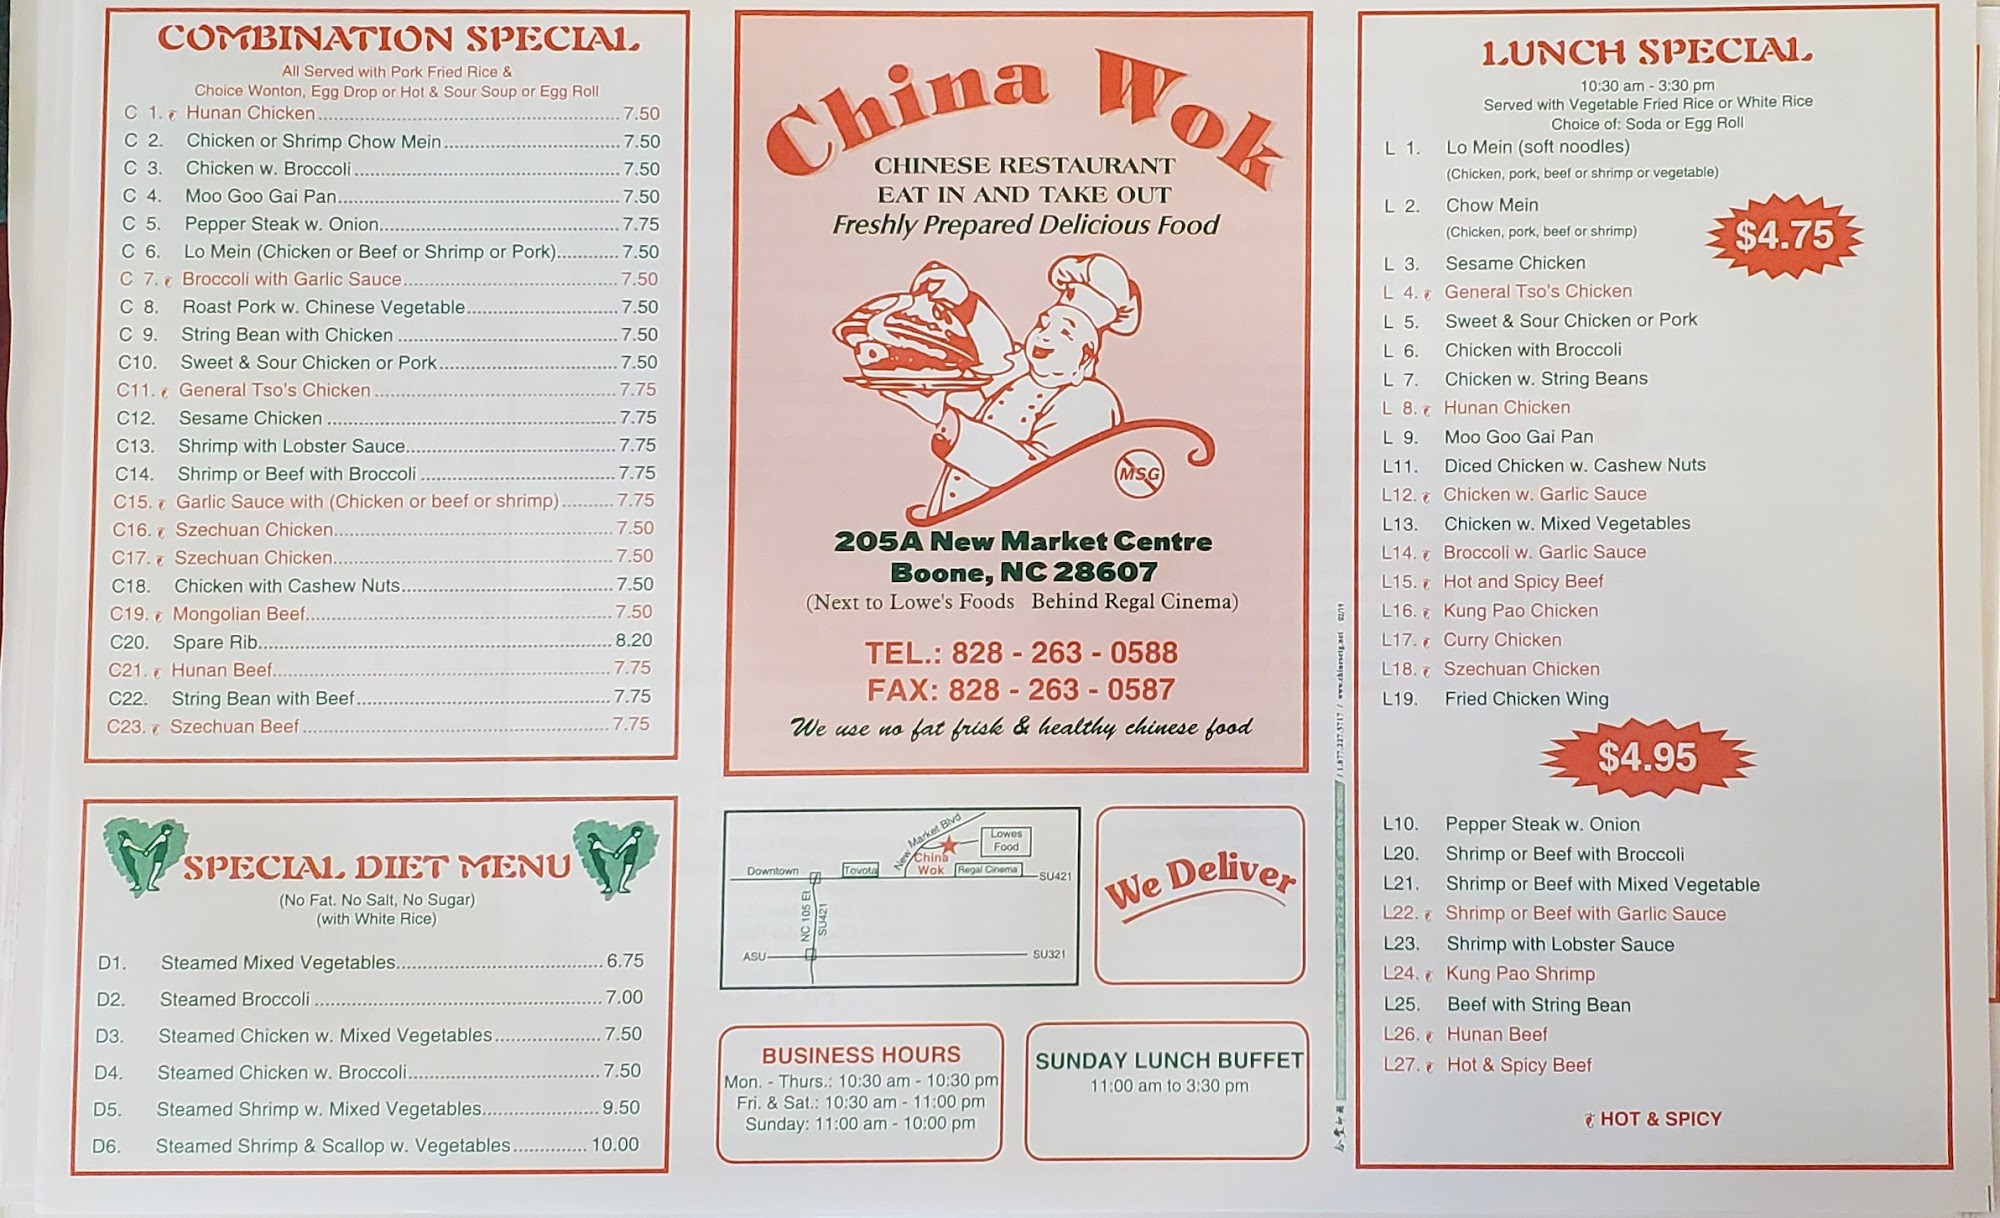 COMBINATION SPECIAL
All Served with Pork Fried Rice &
Choice Wonton, Egg Drop or Hot & Sour Soup or Egg Roll
C 1. Hunan Chicken 7.50
C 2. Chicken or Shrimp Chow Mein 7.50
C 3. Chicken w. Broccoli 7.50
C 4. Moo Goo Gai Pan 7.50
C 5. Pepper Steak w. Onion 7.75
C 6. Lo Mein (Chicken or Beef or Shrimp or Pork) 7.50
C 7. Broccoli with Garlic Sauce 7.50
C 8. Roast Pork w. Chinese Vegetable 7.50
C 9. String Bean with Chicken 7.50
C10. Sweet & Sour Chicken or Pork 7.50
C11. General Tso's Chicken 7.75
C12. Sesame Chicken 7.75
C13. Shrimp with Lobster Sauce 7.75
C14. Shrimp or Beef with Broccoli 7.75
C15. Garlic Sauce with (Chicken or beef or shrimp) 7.75
C16. Szechuan Chicken 7.50
C17. Szechuan Chicken 7.50
C18. Chicken with Cashew Nuts 7.50
C19. Mongolian Beef 7.50
C20. Spare Rib 8.20
C21. Hunan Beef 7.75
C22. String Bean with Beef 7.75
C23. Szechuan Beef 7.75
SPECIAL DIET MENU
(No Fat. No Salt, No Sugar)
(with White Rice)
D1. Steamed Mixed Vegetables 6.75
D2. Steamed Broccoli 7.00
D3. Steamed Chicken w. Mixed Vegetables 7.50
D4. Steamed Chicken w. Broccoli 7.50
D5. Steamed Shrimp w. Mixed Vegetables 9.50
D6. Steamed Shrimp & Scallop w. Vegetables 10.00
China Wok
CHINESE RESTAURANT
EAT IN AND TAKE OUT
Freshly Prepared Delicious Food
MSG
205A New Market Centre
Boone, NC 28607
(Next to Lowe's Foods Behind Regal Cinema)
TEL.: 828 - 263 - 0588
FAX: 828 - 263 - 0587
We use no fat frisk & healthy chinese food
New Market Blvd
Lowes
Food
China
Wok
Downtown
Toyota
Regal Cinema
SU421
NC 105 Et
SU421
ASU
SU321
We Deliver
BUSINESS HOURS
Mon. - Thurs.: 10:30 am - 10:30 pm
Fri. & Sat.: 10:30 am - 11:00 pm
Sunday: 11:00 am - 10:00 pm
SUNDAY LUNCH BUFFET
11:00 am to 3:30 pm
/ 1.877.227.5717 / www.chinesetg.net 02/19
LUNCH SPECIAL
10:30 am - 3:30 pm
Served with Vegetable Fried Rice or White Rice
Choice of: Soda or Egg Roll
L 1. Lo Mein (soft noodles)
(Chicken, pork, beef or shrimp or vegetable)
L 2. Chow Mein
(Chicken, pork, beef or shrimp)
$4.75
L 3. Sesame Chicken
L 4. General Tso's Chicken
L 5. Sweet & Sour Chicken or Pork
L 6. Chicken with Broccoli
L 7. Chicken w. String Beans
L 8. Hunan Chicken
L 9. Moo Goo Gai Pan
L11. Diced Chicken w. Cashew Nuts
L12. Chicken w. Garlic Sauce
L13. Chicken w. Mixed Vegetables
L14. Broccoli w. Garlic Sauce
L15. Hot and Spicy Beef
L16. Kung Pao Chicken
L17. Curry Chicken
L18. Szechuan Chicken
L19. Fried Chicken Wing
$4.95
L10. Pepper Steak w. Onion
L20. Shrimp or Beef with Broccoli
L21. Shrimp or Beef with Mixed Vegetable
L22. Shrimp or Beef with Garlic Sauce
L23. Shrimp with Lobster Sauce
L24. Kung Pao Shrimp
L25. Beef with String Bean
L26. Hunan Beef
L27. Hot & Spicy Beef
HOT & SPICY